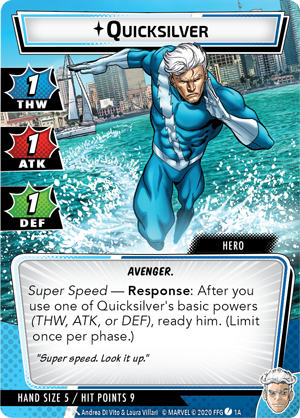 QUICKSILVER
1
THW
1
ATK
1
DEF
HERO
AVENGER.
Super Speed — Response: After you
use one of Quicksilver's basic powers
(THW, ATK, or DEF), ready him. (Limit
once per phase.)
"Super speed. Look it up."
HAND SIZE 5 / HIT POINTS 9
Andrea Di Vito & Laura Villari © MARVEL © 2020 FFG 1A